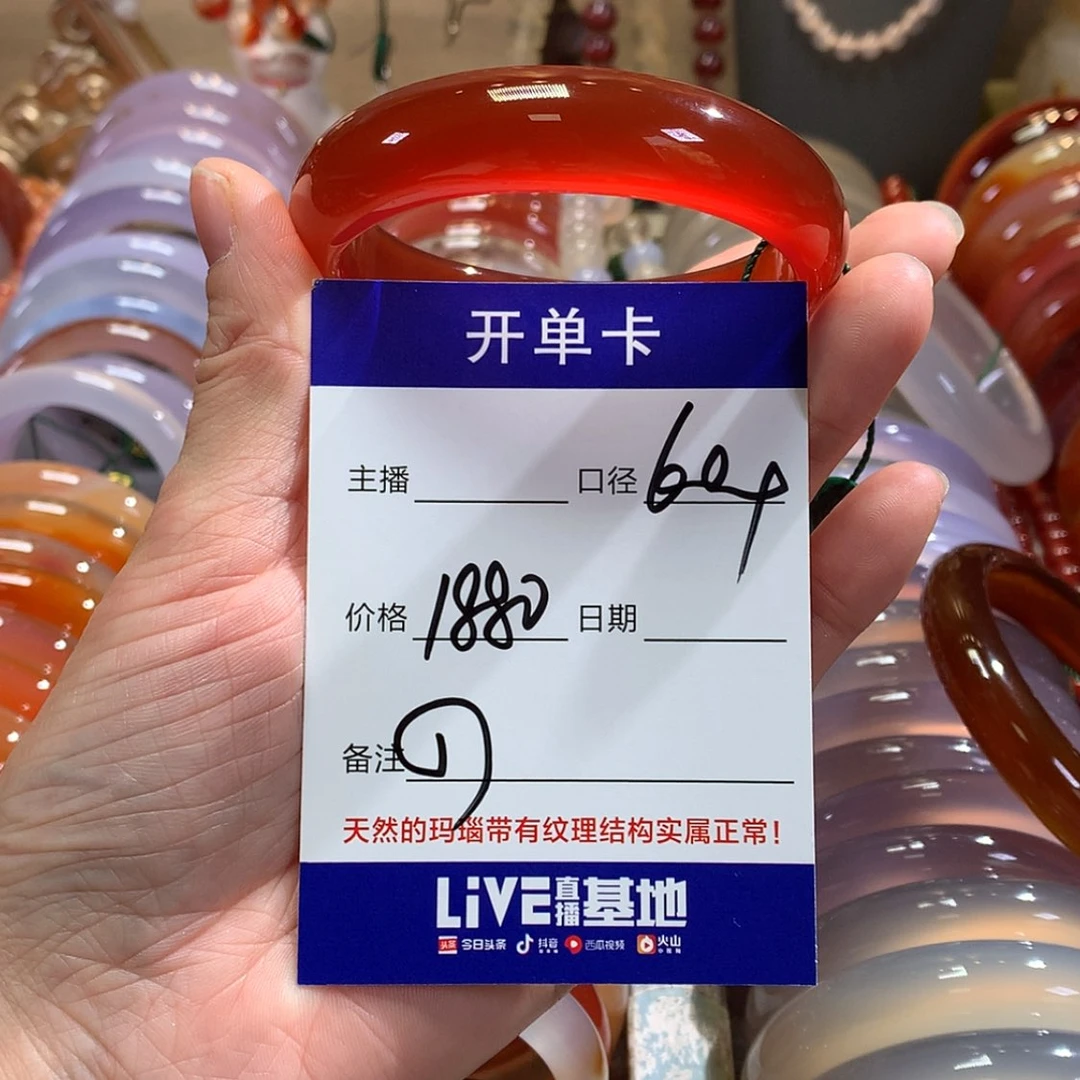 开单卡
主播 口径 64
价格 1880 日期
备注
天然的玛瑙带有纹理结构实属正常!
LiVE直播基地
头条 今日头条 抖音 西瓜视频 火山